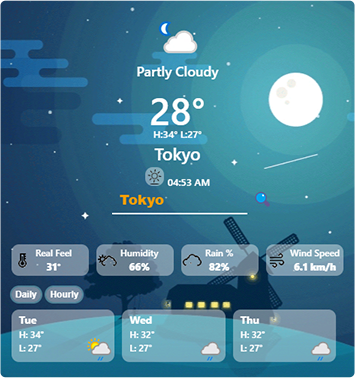 Partly Cloudy
28°
H:34° L:27°
Tokyo
04:53 AM
Tokyo
Real Feel
31°
Humidity
66%
Rain %
82%
Wind Speed
6.1 km/h
Daily
Hourly
Tue
H: 34°
L: 27°
Wed
H: 32°
L: 27°
Thu
H: 32°
L: 27°